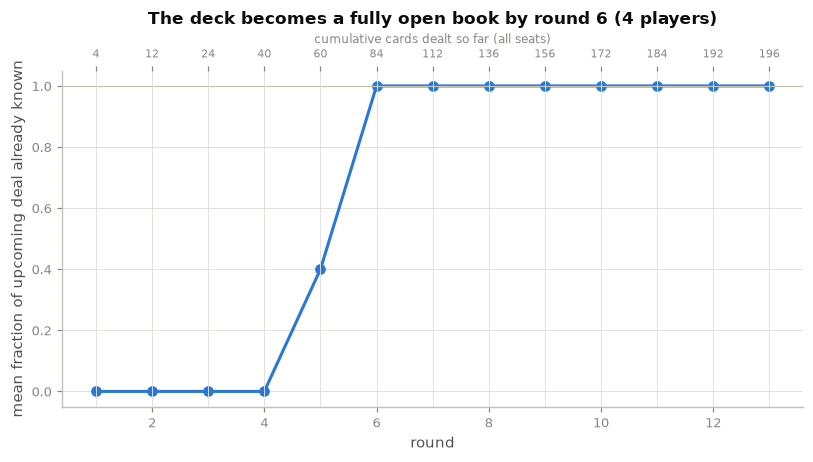 The deck becomes a fully open book by round 6 (4 players)
cumulative cards dealt so far (all seats)
4 12 24 40 60 84 112 136 156 172 184 192 196
mean fraction of upcoming deal already known
1.0
0.8
0.6
0.4
0.2
0.0
2 4 6 8 10 12
round